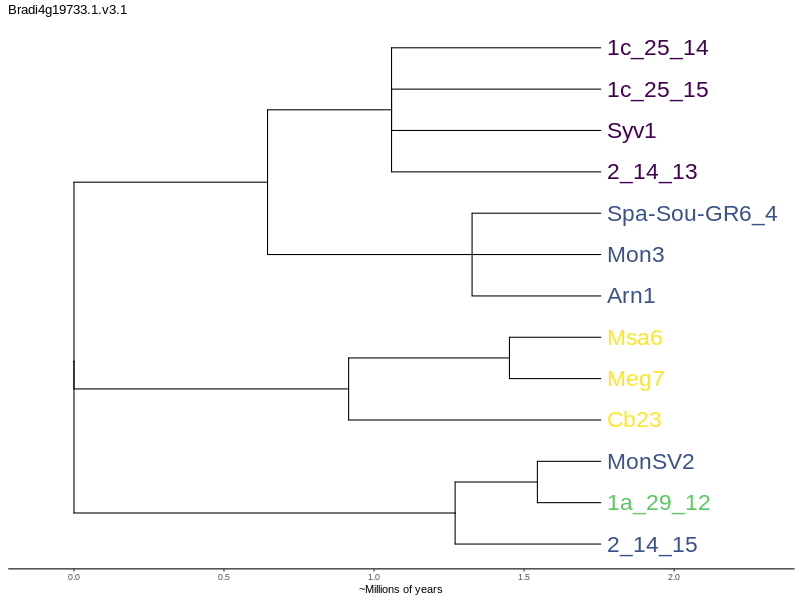 Bradi4g19733.1.v3.1
1c_25_14
1c_25_15
Syv1
2_14_13
Spa-Sou-GR6_4
Mon3
Arn1
Msa6
Meg7
Cb23
MonSV2
1a_29_12
2_14_15
0.0 0.5 1.0 1.5 2.0
~Millions of years